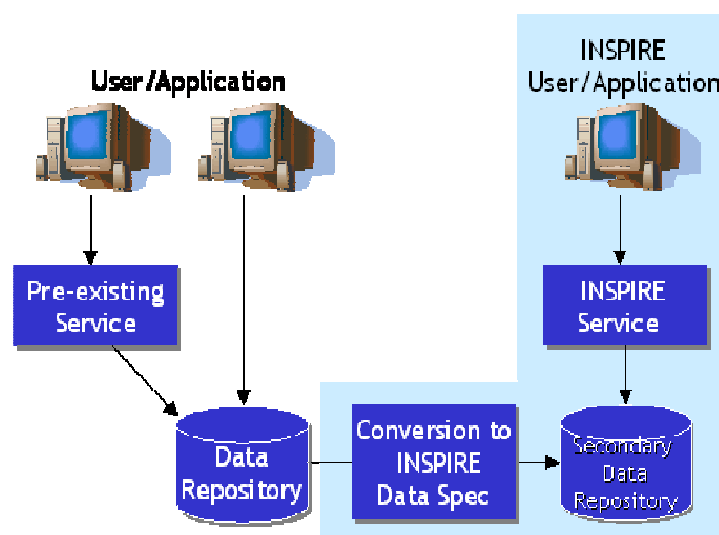 User/Application
INSPIRE
User/Application
Pre-existing
Service
INSPIRE
Service
Data
Repository
Conversion to
INSPIRE
Data Spec
Secondary
Data
Repository